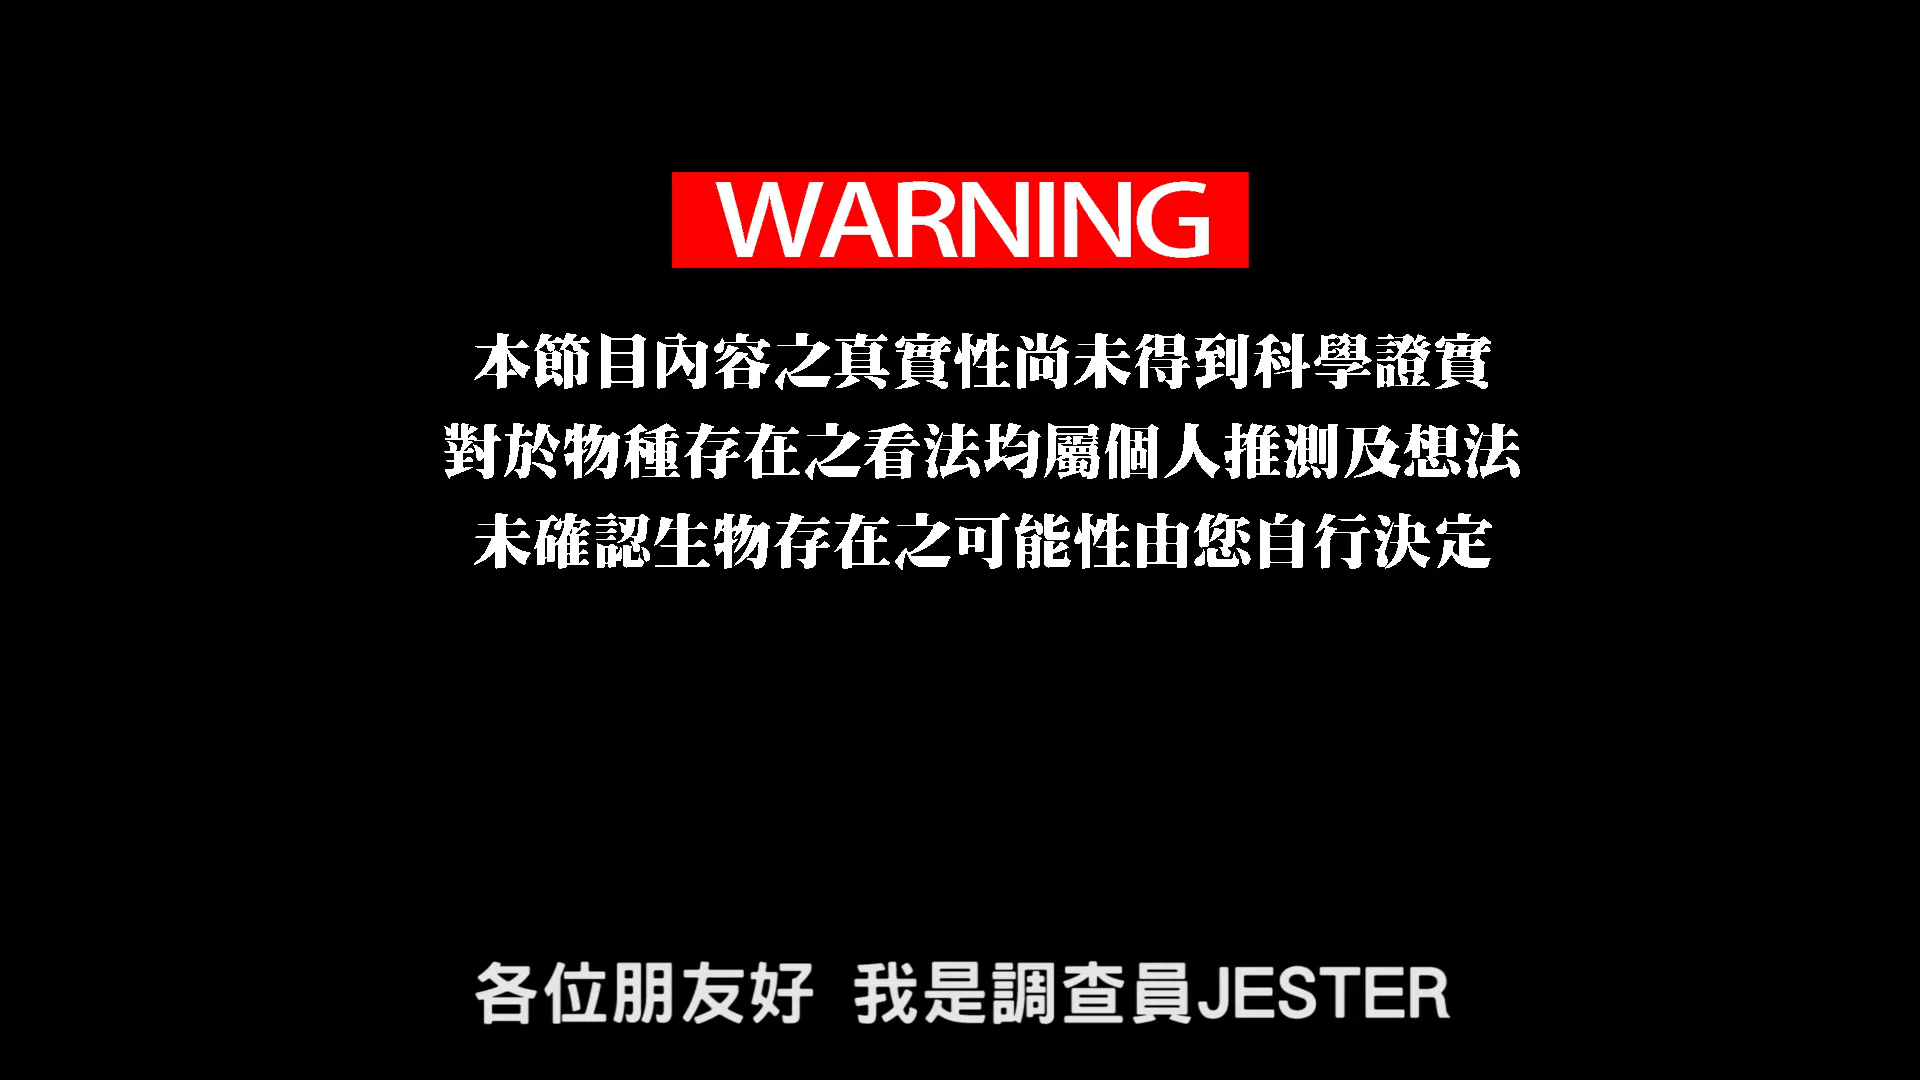 WARNING
本節目內容之真實性尚未得到科學證實
對於物種存在之看法均屬個人推測及想法
未確認生物存在之可能性由您自行決定
各位朋友好 我是調查員JESTER